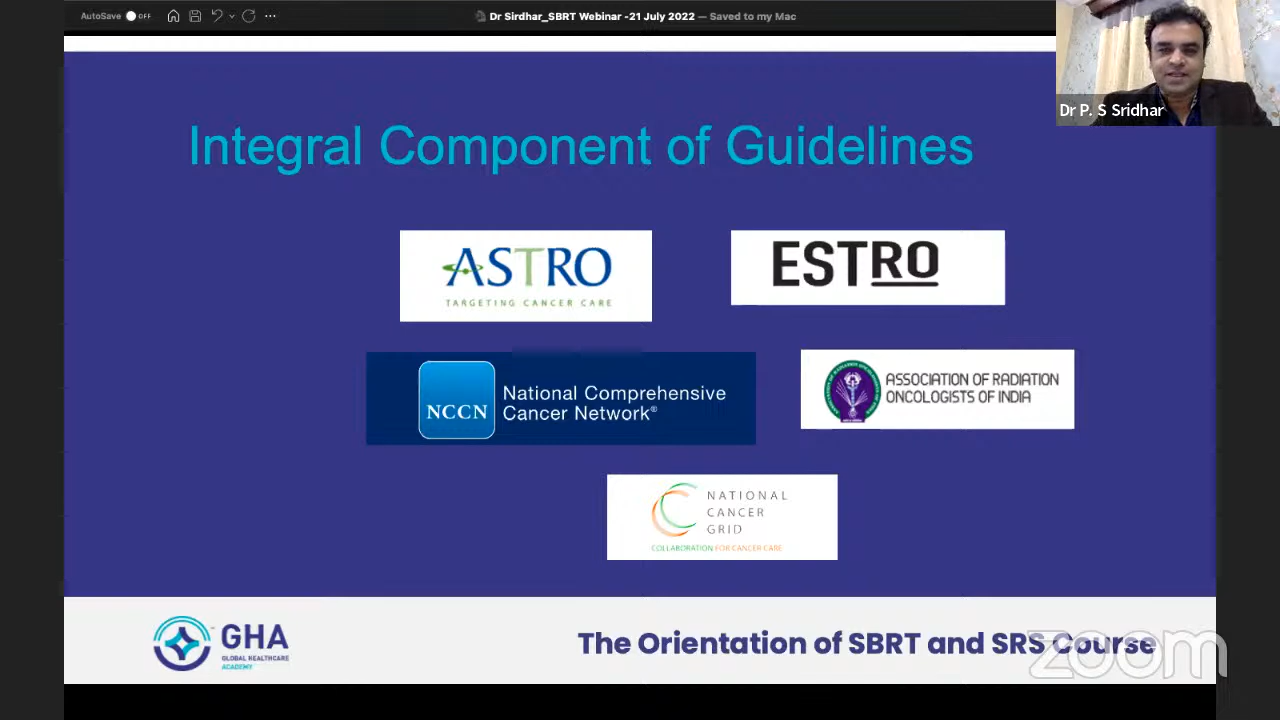 AutoSave OFF
Dr Sirdhar_SBRT Webinar -21 July 2022 — Saved to my Mac
Dr P. S Sridhar
Integral Component of Guidelines
ASTRO
TARGETING CANCER CARE
ESTRO
NCCN
National Comprehensive
Cancer Network®
ASSOCIATION OF RADIATION
ONCOLOGISTS OF INDIA
NATIONAL
CANCER
GRID
COLLABORATION FOR CANCER CARE
GHA
GLOBAL HEALTHCARE
ACADEMY
The Orientation of SBRT and SRS Course
zoom